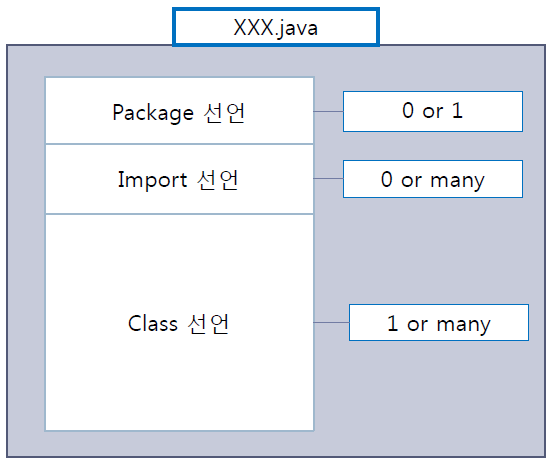 XXX.java
Package 선언
0 or 1
Import 선언
0 or many
Class 선언
1 or many